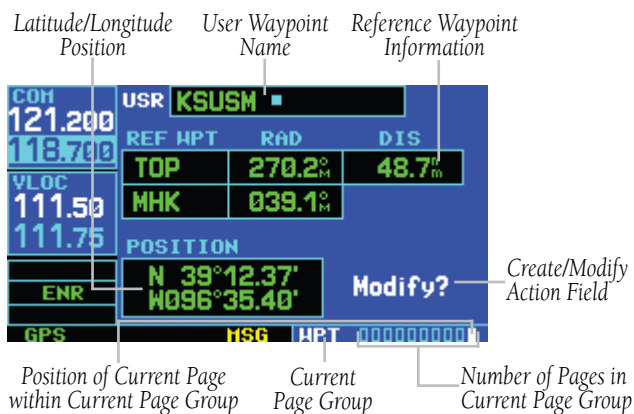 Latitude/Longitude Position
User Waypoint Name
Reference Waypoint Information
COM
121.200
118.700
VLOC
111.50
111.75
ENR
GPS
USR KSUSM
REF WPT RAD DIS
TOP 270.2°M 48.7nm
MHK 039.1°M
POSITION
N 39°12.37'
W096°35.40'
Modify?
Create/Modify Action Field
MSG
WPT
Position of Current Page within Current Page Group
Current Page Group
Number of Pages in Current Page Group